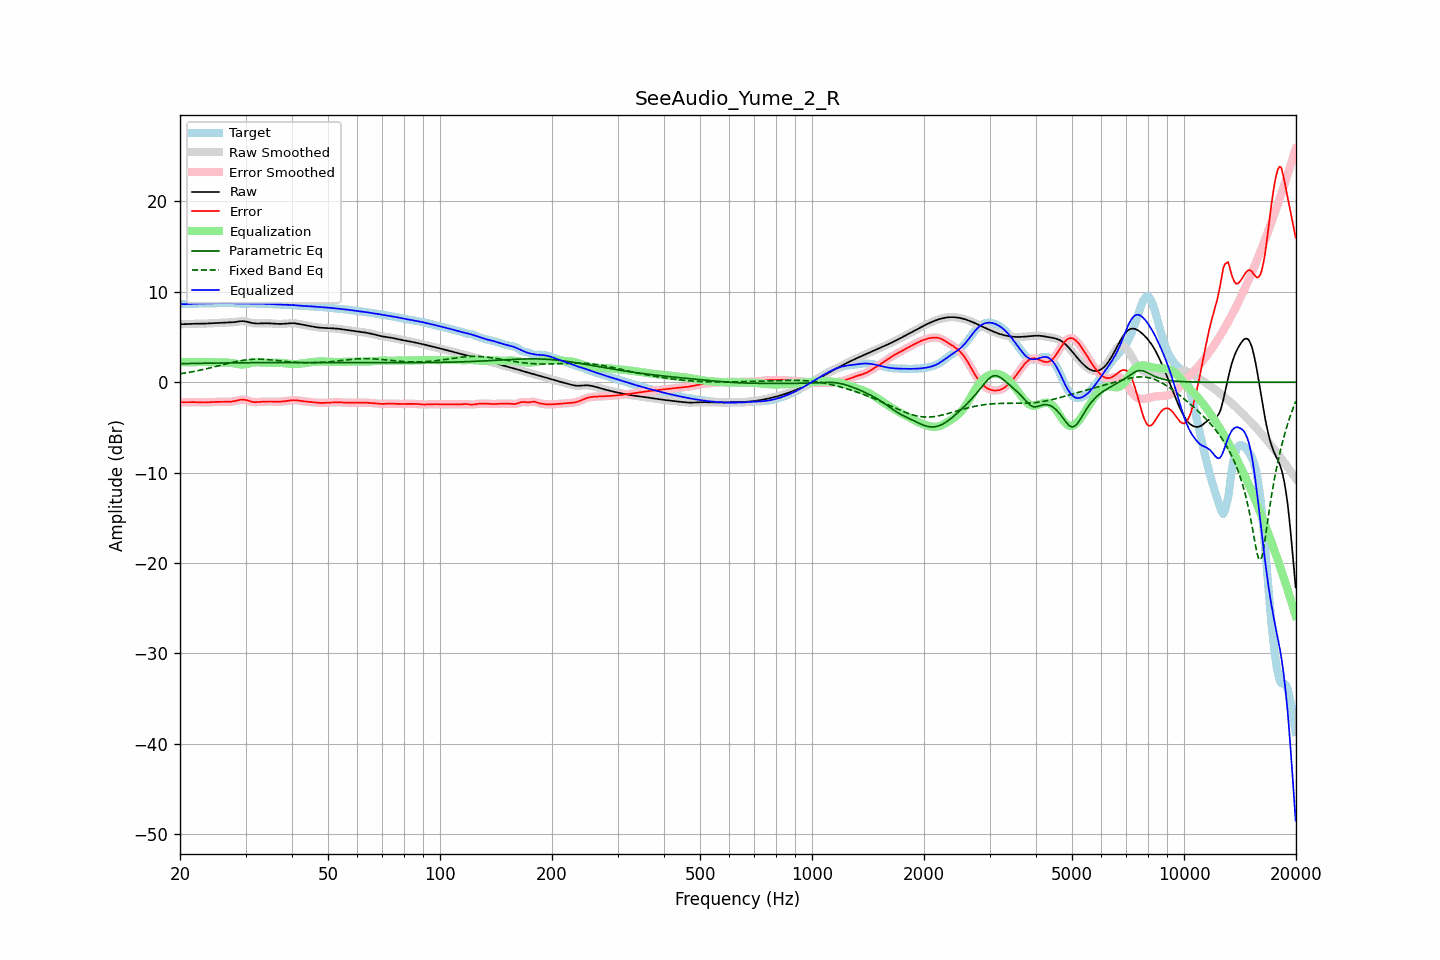 SeeAudio_Yume_2_R
Target
Raw Smoothed
Error Smoothed
Raw
Error
Equalization
Parametric Eq
Fixed Band Eq
Equalized
Amplitude (dBr)
20
10
0
−10
−20
−30
−40
−50
20
50
100
200
500
1000
2000
5000
10000
20000
Frequency (Hz)